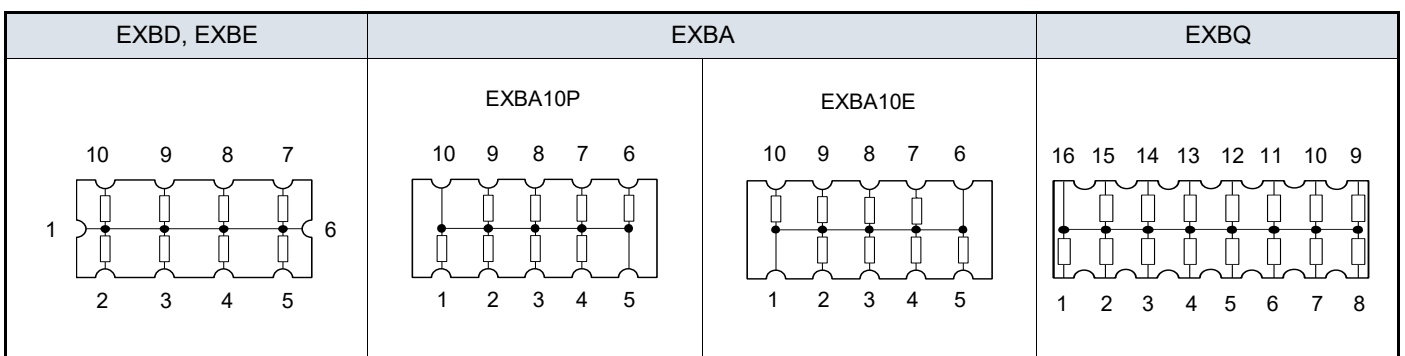 EXBD, EXBE EXBA EXBQ
EXBA10P EXBA10E
10 9 8 7
1 6
2 3 4 5
10 9 8 7 6
1 2 3 4 5
10 9 8 7 6
1 2 3 4 5
16 15 14 13 12 11 10 9
1 2 3 4 5 6 7 8